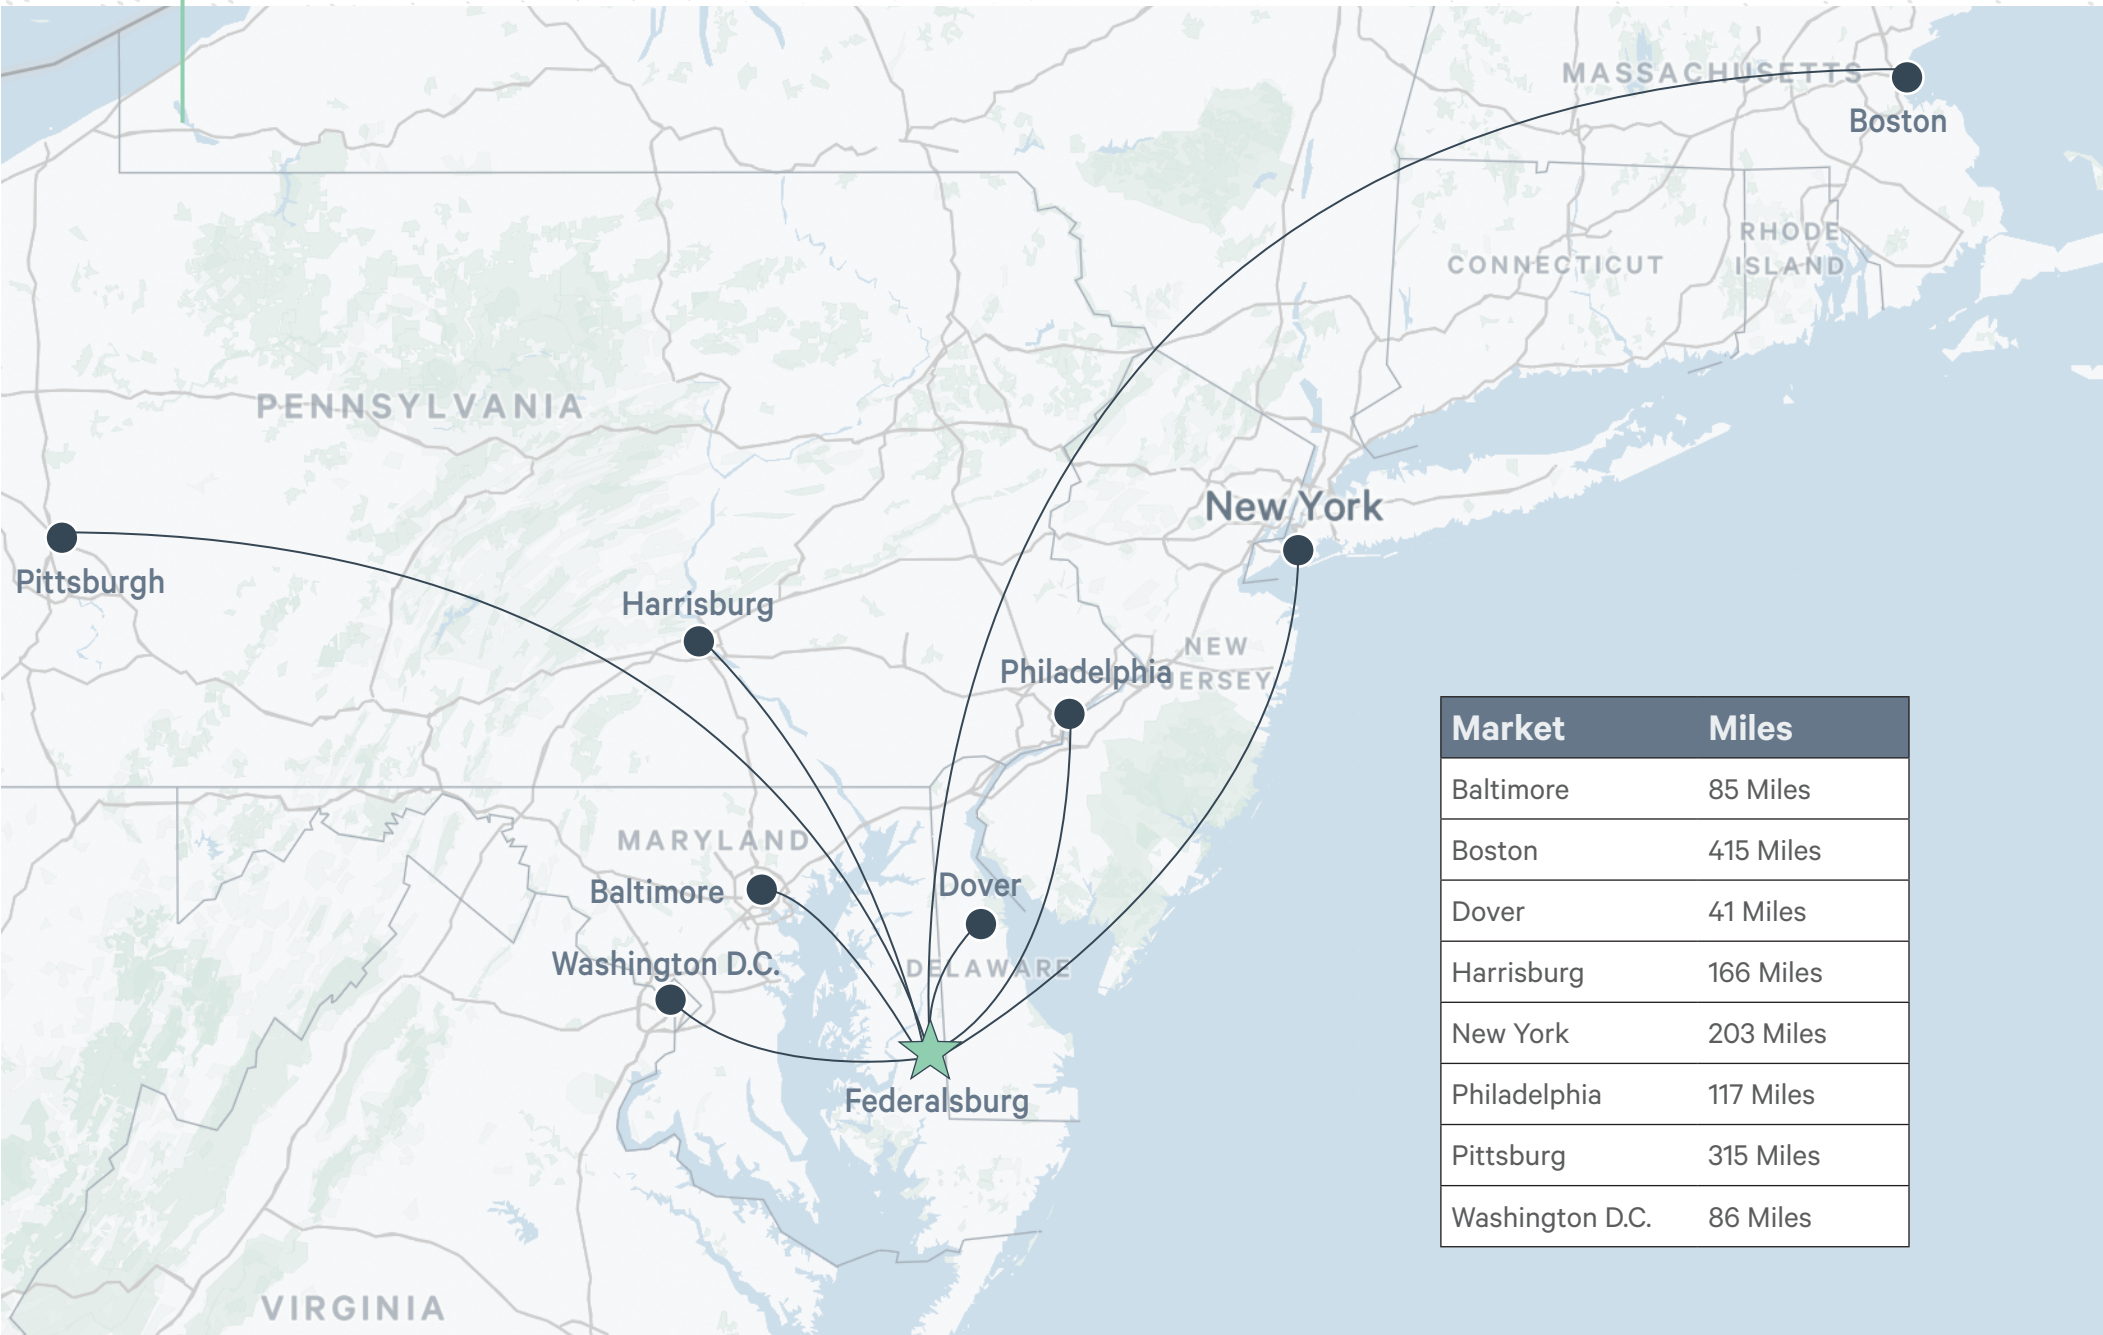 MASSACHUSETTS
Boston
RHODE
ISLAND
CONNECTICUT
PENNSYLVANIA
New York
Pittsburgh
Harrisburg
NEW
JERSEY
Philadelphia
MARYLAND
Baltimore
Dover
Washington D.C.
DELAWARE
Federalsburg
VIRGINIA
Market Miles
Baltimore 85 Miles
Boston 415 Miles
Dover 41 Miles
Harrisburg 166 Miles
New York 203 Miles
Philadelphia 117 Miles
Pittsburg 315 Miles
Washington D.C. 86 Miles